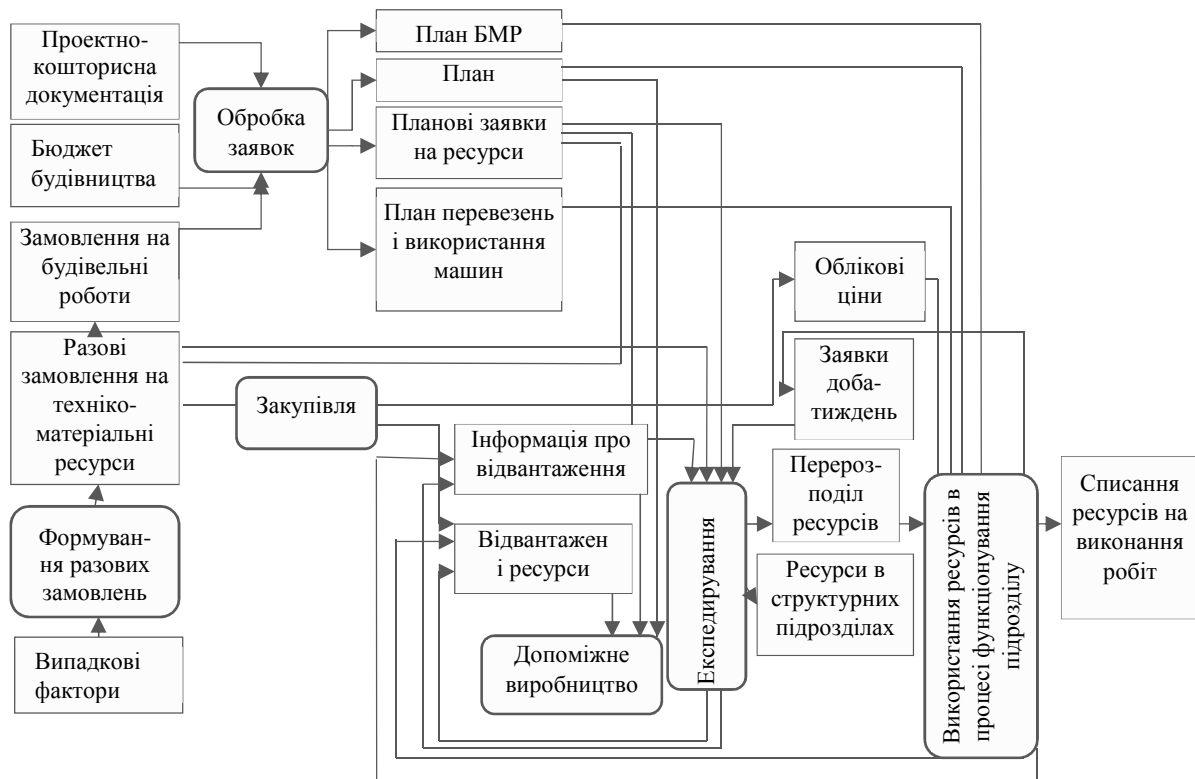 Проектно-
кошторисна
документація
Бюджет
будівництва
Замовлення на
будівельні
роботи
Разові
замовлення на
техніко-
матеріальні
ресурси
Формуван-
ня разових
замовлень
Випадкові
фактори
Обробка
заявок
Закупівля
План БМР
План
Планові заявки
на ресурси
План перевезень
і використання
машин
Інформація про
відвантаження
Відвантажен
і ресурси
Допоміжне
виробництво
Експедирування
Облікові
ціни
Заявки
доба-
тиждень
Перероз-
поділ
ресурсів
Ресурси в
структурних
підрозділах
Використання ресурсів в
процесі функціонування
підрозділу
Списання
ресурсів на
виконання
робіт